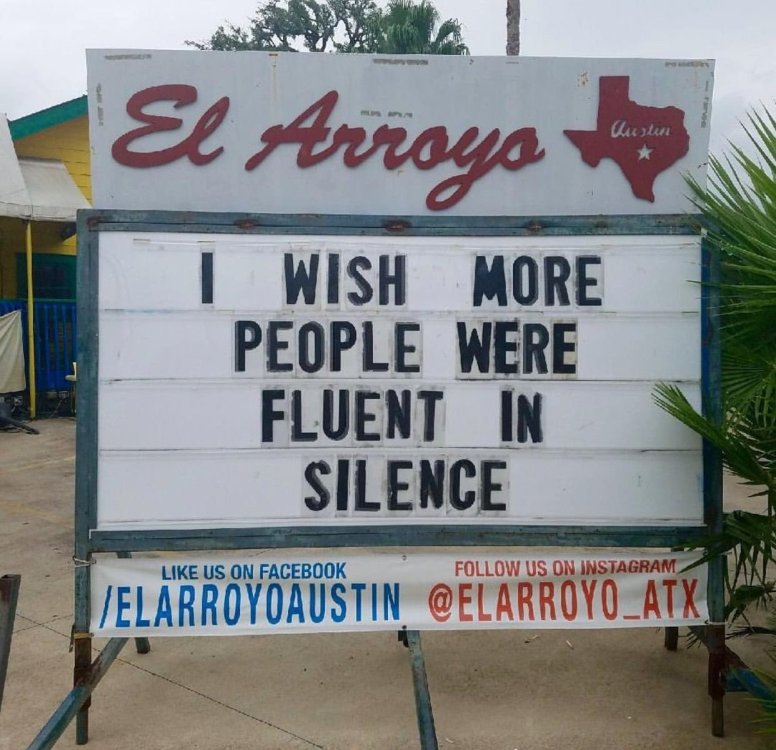 El Arroyo
Austin
I WISH MORE
PEOPLE WERE
FLUENT IN
SILENCE
LIKE US ON FACEBOOK
/ELARROYOAUSTIN
FOLLOW US ON INSTAGRAM
@ELARROYO_ATX